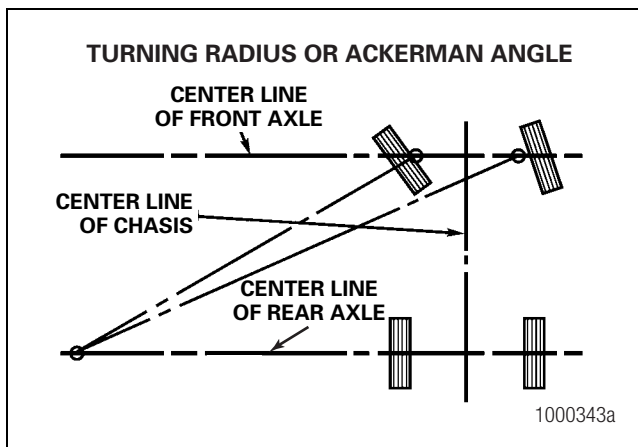 TURNING RADIUS OR ACKERMAN ANGLE
CENTER LINE
OF FRONT AXLE
CENTER LINE
OF CHASIS
CENTER LINE
OF REAR AXLE
1000343a